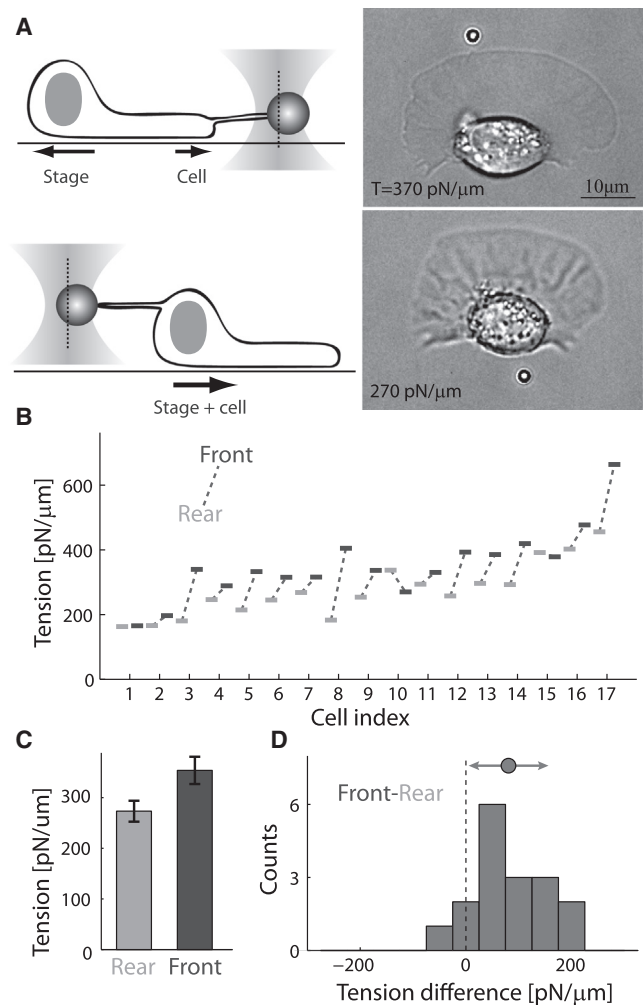 A
Stage
Cell
T=370 pN/μm
10μm
Stage + cell
270 pN/μm
B
Tension [pN/μm]
600
400
200
0
Front
Rear
1 2 3 4 5 6 7 8 9 10 11 12 13 14 15 16 17
Cell index
C
Tension [pN/um]
300
200
100
0
Rear Front
D
Front-Rear
Counts
6
3
0
−200 0 200
Tension difference [pN/μm]